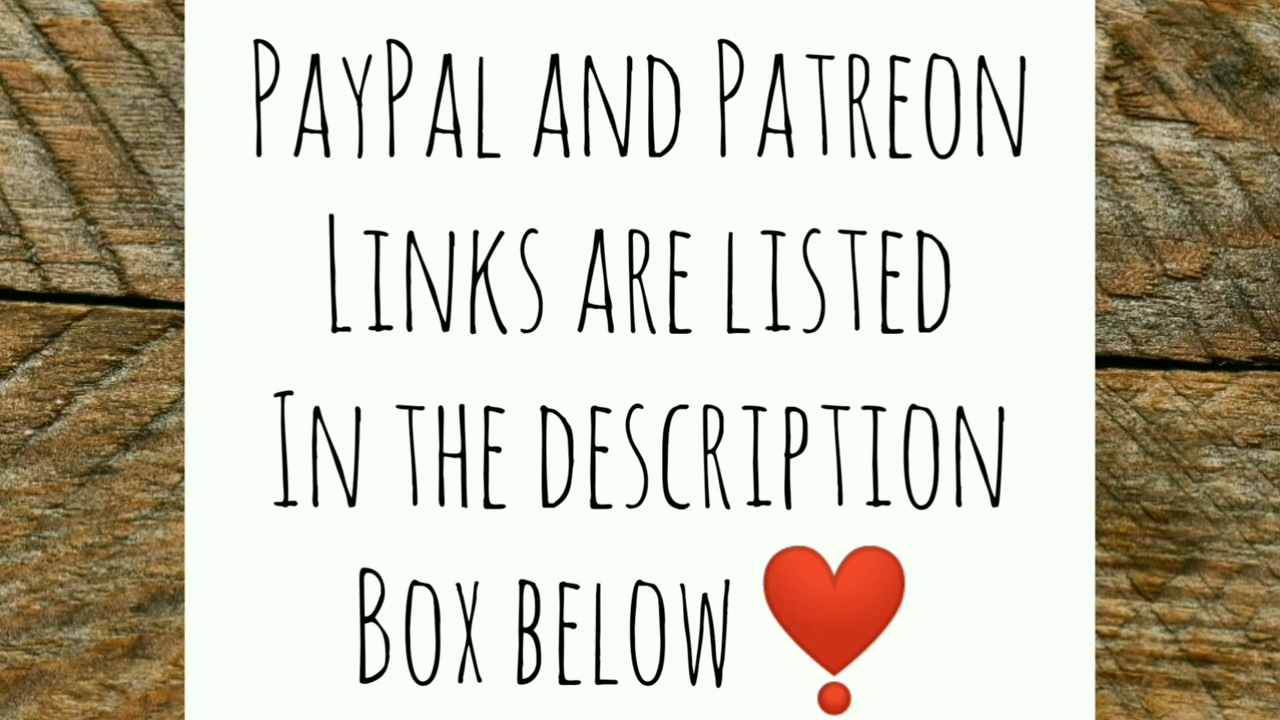 PayPal and Patreon
Links are listed
In the description
Box below ❣️